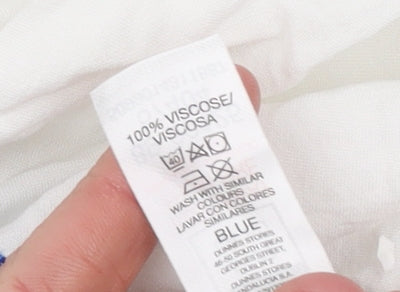 100% VISCOSE/
VISCOSA
40
WASH WITH SIMILAR
COLOURS
LAVAR CON COLORES
SIMILARES
BLUE
DUNNES STORES
46-50 SOUTH GREAT
GEORGES STREET,
DUBLIN 2
DUNNES STORES
ANDALUCIA S.A.